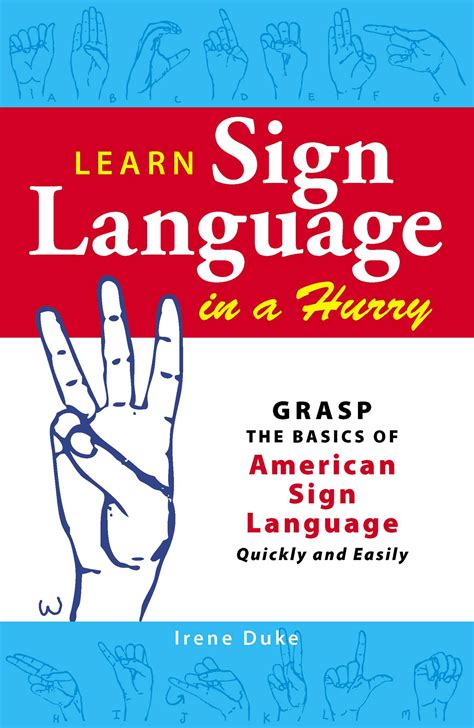 I A B C D E F G
LEARN Sign
Language
in a Hurry
GRASP
THE BASICS OF
American
Sign
Language
Quickly and Easily
W
Irene Duke
H I J K L M